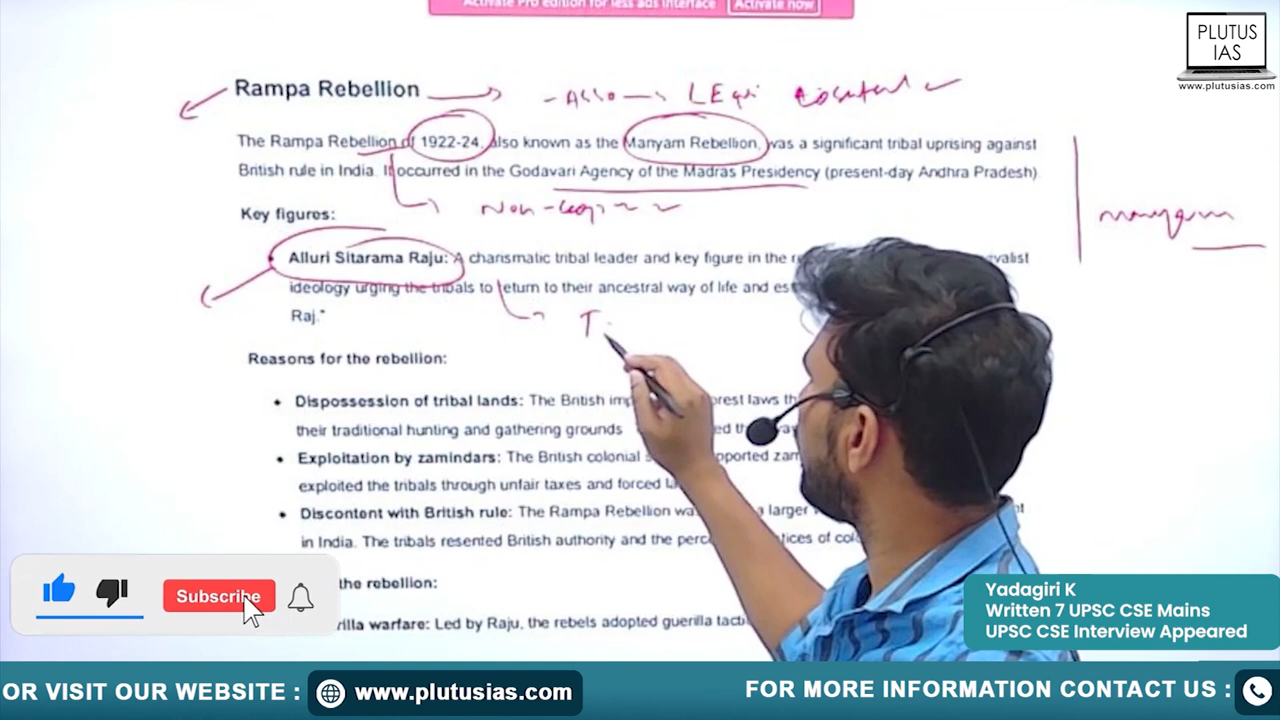 Activate Pro edition for less ads interface Activate now
PLUTUS
IAS
www.plutusias.com
Rampa Rebellion
The Rampa Rebellion of 1922-24, also known as the Manyam Rebellion, was a significant tribal uprising against
British rule in India. It occurred in the Godavari Agency of the Madras Presidency (present-day Andhra Pradesh)
manyam
Key figures:
Alluri Sitarama Raju: A charismatic tribal leader and key figure in the
ideology urging the tribals to return to their ancestral way of life and
Raj."
T
Reasons for the rebellion:
• Dispossession of tribal lands: The British
their traditional hunting and gathering grounds
• Exploitation by zamindars: The British colonial
exploited the tribals through unfair taxes and forced
• Discontent with British rule: The Rampa Rebellion a larger
in India. The tribals resented British authority and the
the rebellion:
warfare: Led by Raju, the rebels adopted guerilla
Subscribe
Yadagiri K
Written 7 UPSC CSE Mains
UPSC CSE Interview Appeared
OR VISIT OUR WEBSITE : www.plutusias.com FOR MORE INFORMATION CONTACT US :